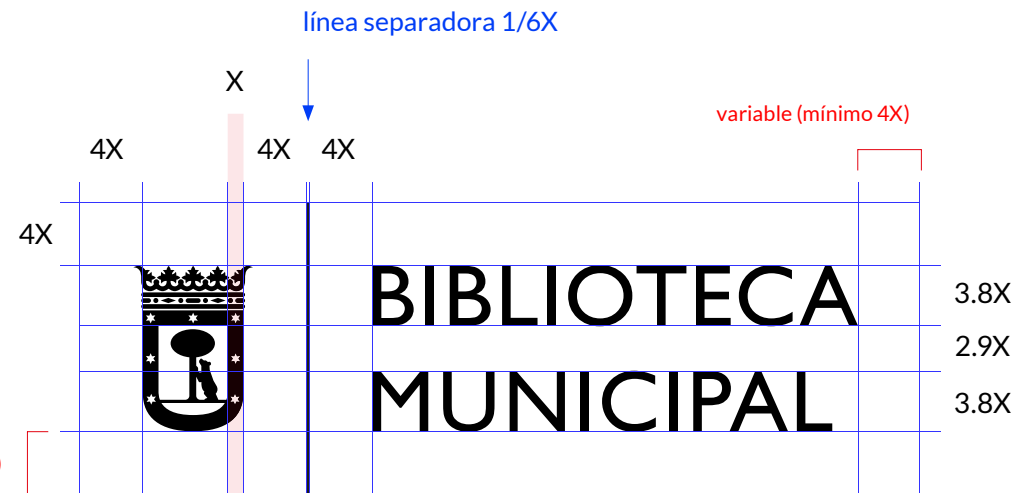 línea separadora 1/6X
X
variable (mínimo 4X)
4X 4X 4X
4X
BIBLIOTECA 3.8X
2.9X
MUNICIPAL 3.8X